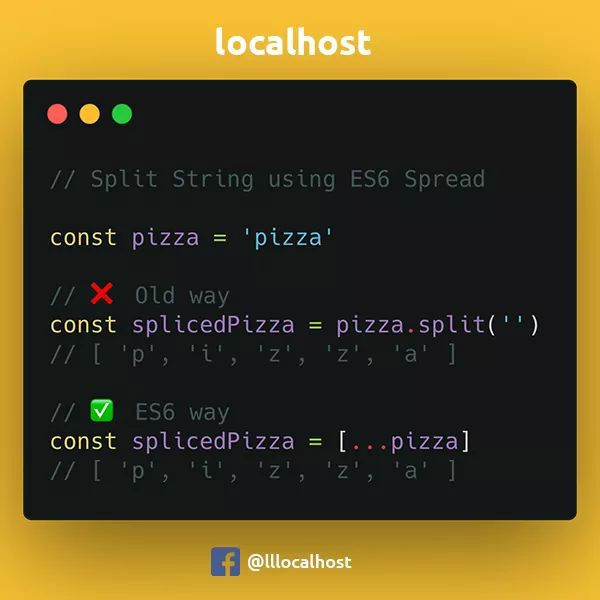 localhost
// Split String using ES6 Spread
const pizza = 'pizza'
// ❌ Old way
const splicedPizza = pizza.split('')
// [ 'p', 'i', 'z', 'z', 'a' ]
// ✅ ES6 way
const splicedPizza = [...pizza]
// [ 'p', 'i', 'z', 'z', 'a' ]
@lllocalhost